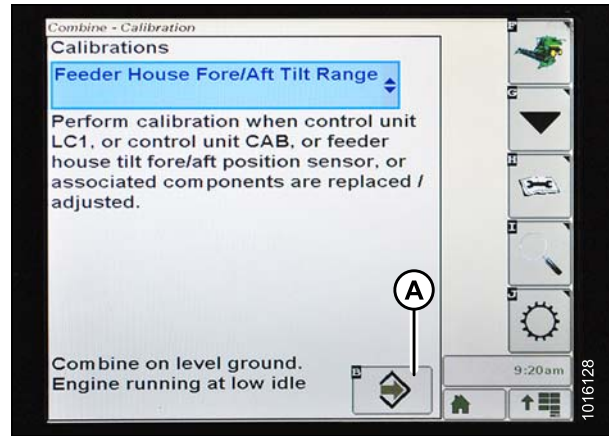 Combine - Calibration
Calibrations
Feeder House Fore/Aft Tilt Range
Perform calibration when control unit
LC1, or control unit CAB, or feeder
house tilt fore/aft position sensor, or
associated components are replaced /
adjusted.
Combine on level ground.
Engine running at low idle
A
B
F
G
H
I
J
9:20am
1016128